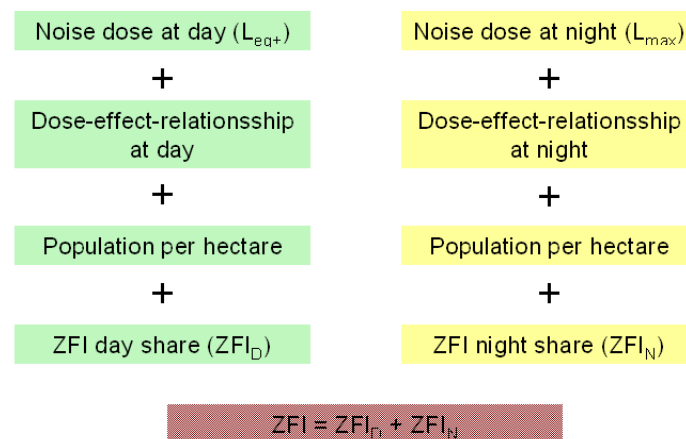 Noise dose at day (Leq+)
+
Dose-effect-relationsship
at day
+
Population per hectare
+
ZFI day share (ZFID)
Noise dose at night (Lmax)
+
Dose-effect-relationsship
at night
+
Population per hectare
+
ZFI night share (ZFIN)
ZFI = ZFID + ZFIN